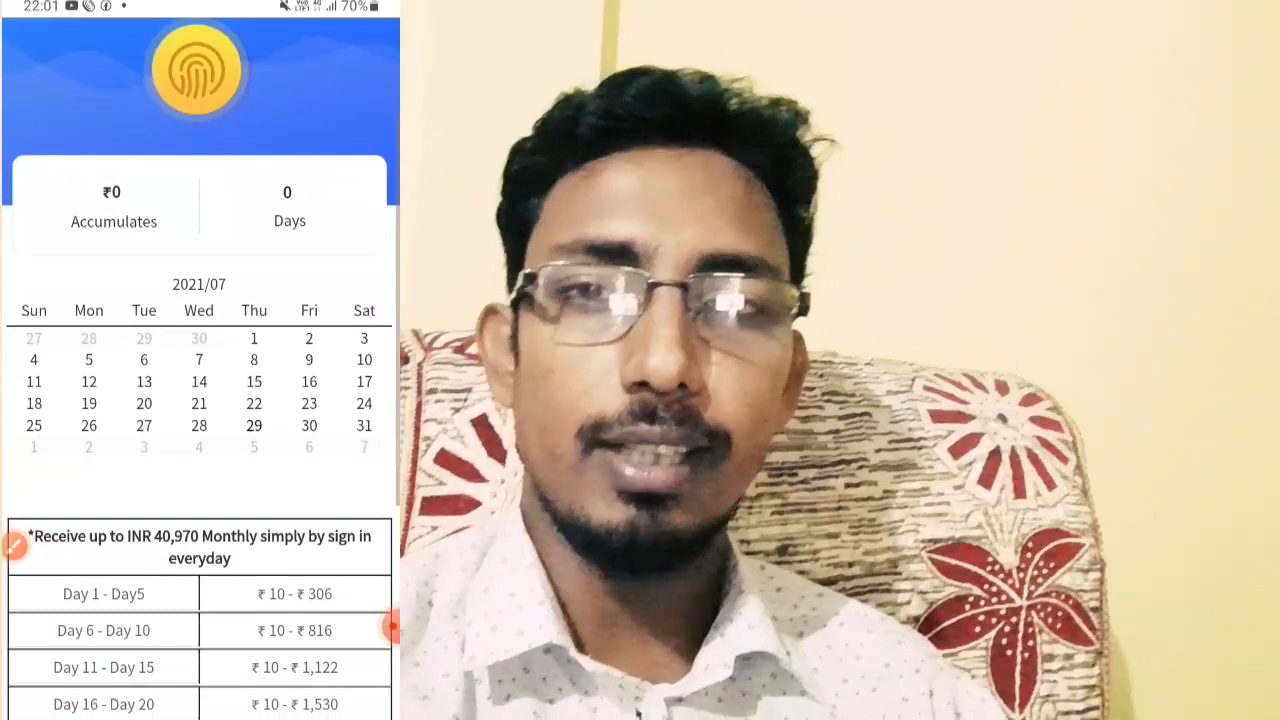 22:01
70%
₹0 0
Accumulates Days
2021/07
Sun Mon Tue Wed Thu Fri Sat
27 28 29 30 1 2 3
4 5 6 7 8 9 10
11 12 13 14 15 16 17
18 19 20 21 22 23 24
25 26 27 28 29 30 31
1 2 3 4 5 6 7
*Receive up to INR 40,970 Monthly simply by sign in
everyday
Day 1 - Day5 ₹ 10 - ₹ 306
Day 6 - Day 10 ₹ 10 - ₹ 816
Day 11 - Day 15 ₹ 10 - ₹ 1,122
Day 16 - Day 20 ₹ 10 - ₹ 1,530